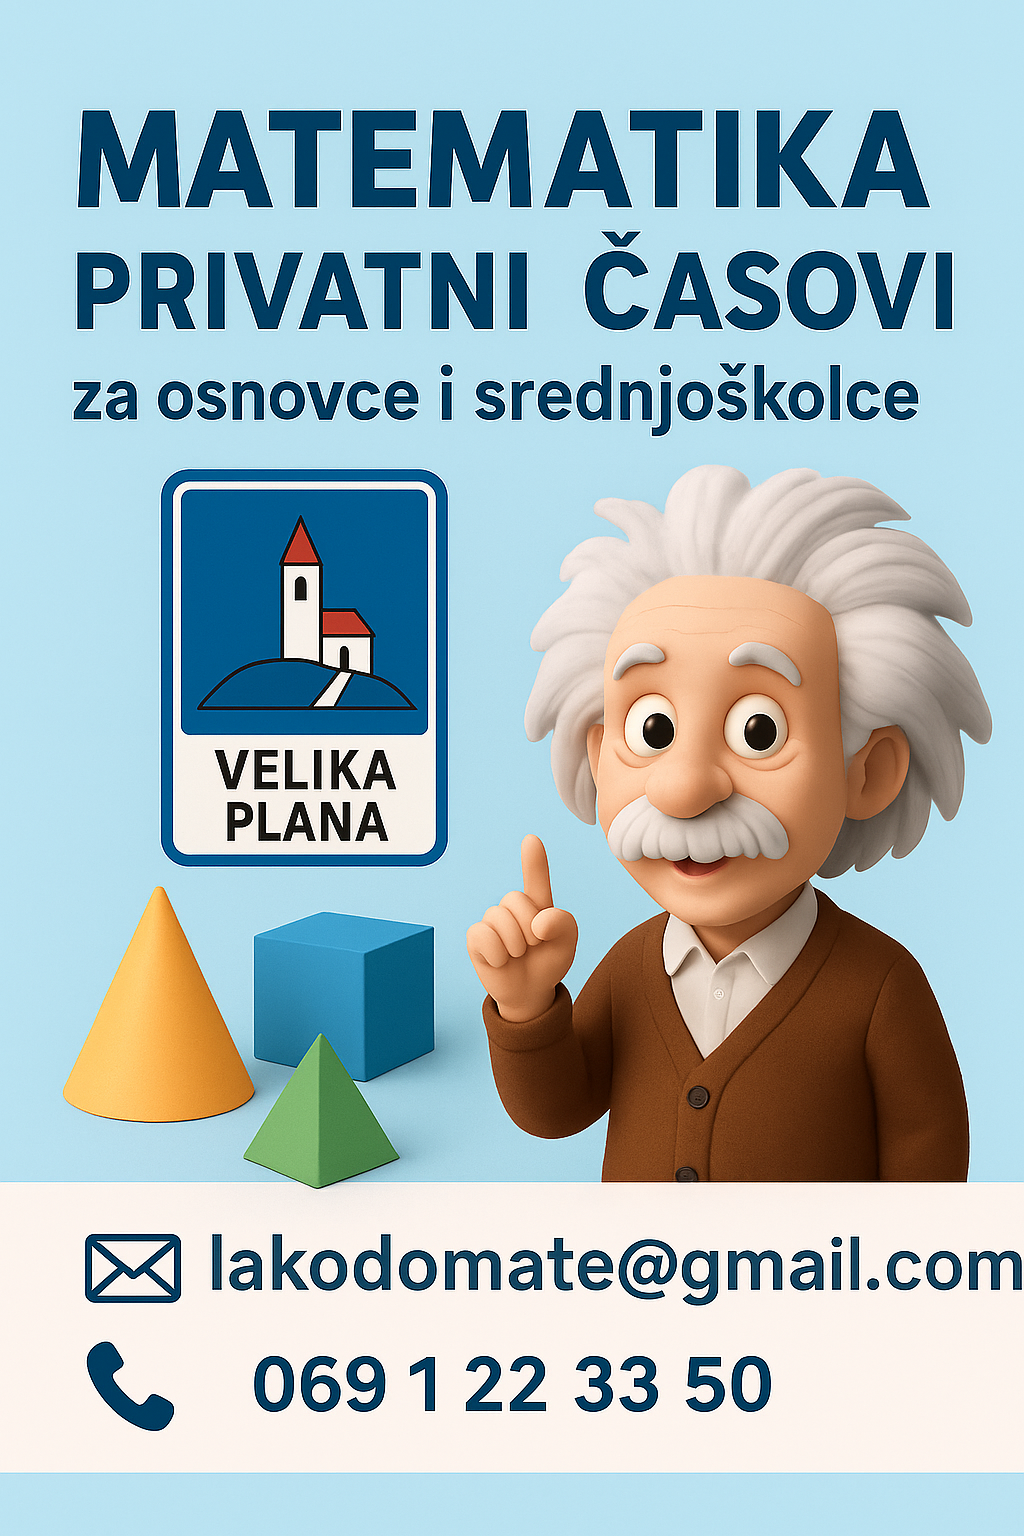 MATEMATIKA
PRIVATNI ČASOVI
za osnovce i srednjoškolce
VELIKA
PLANA
lakodomate@gmail.com
069 1 22 33 50